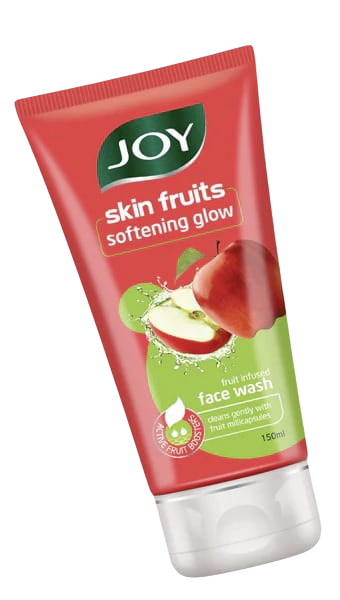 JOY
skin fruits
softening glow
fruit infused
face wash
cleans gently with
fruit millicapsules
150ml
ACTIVE FRUIT BOOSTERS